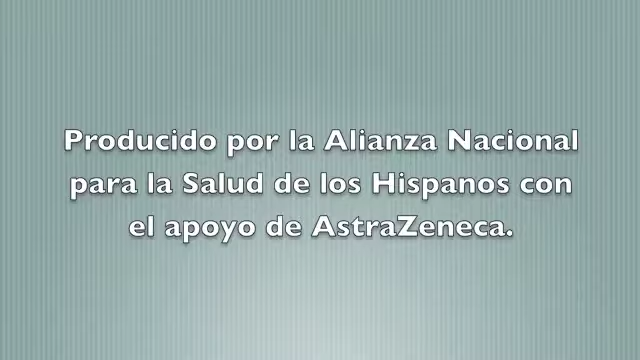 Producido por la Alianza Nacional
para la Salud de los Hispanos con
el apoyo de AstraZeneca.